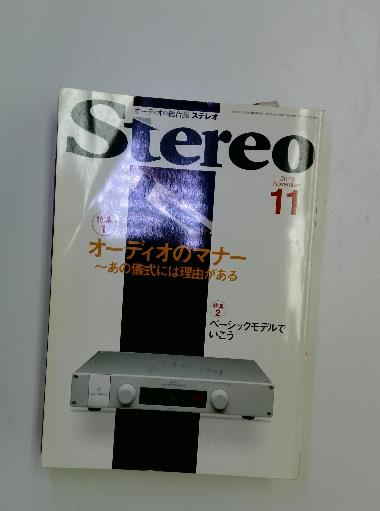 オーディオの総合誌 ステレオ
Stereo
November
11
特集
1
オーディオのマナー
～あの儀式には理由がある
特集
2
ベーシックモデルで
いこう